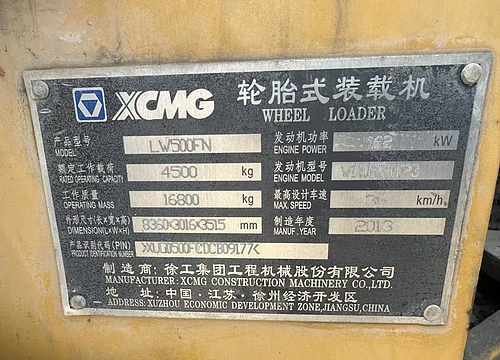 XCMG 轮胎式装载机
WHEEL LOADER
产品型号 LW500FN 发动机功率 162 kW
MODEL ENGINE POWER
额定工作载荷 4500 kg 发动机型号
RATED OPERATING CAPACITY ENGINE MODEL
工作质量 16800 kg 最高设计车速 km/h
OPERATING MASS MAX. SPEED
外形尺寸(长×宽×高) 8360×3016×3515 mm 制造年度 2013
DIMENSION(L×W×H) MANUF. YEAR
产品识别代码(PIN)
PRODUCT IDENTIFICATION NUMBER
制造商: 徐工集团工程机械股份有限公司
MANUFACTURER: XCMG CONSTRUCTION MACHINERY CO.,LTD.
地 址: 中国·江苏·徐州经济开发区
ADDRESS: XUZHOU ECONOMIC DEVELOPMENT ZONE,JIANGSU,CHINA